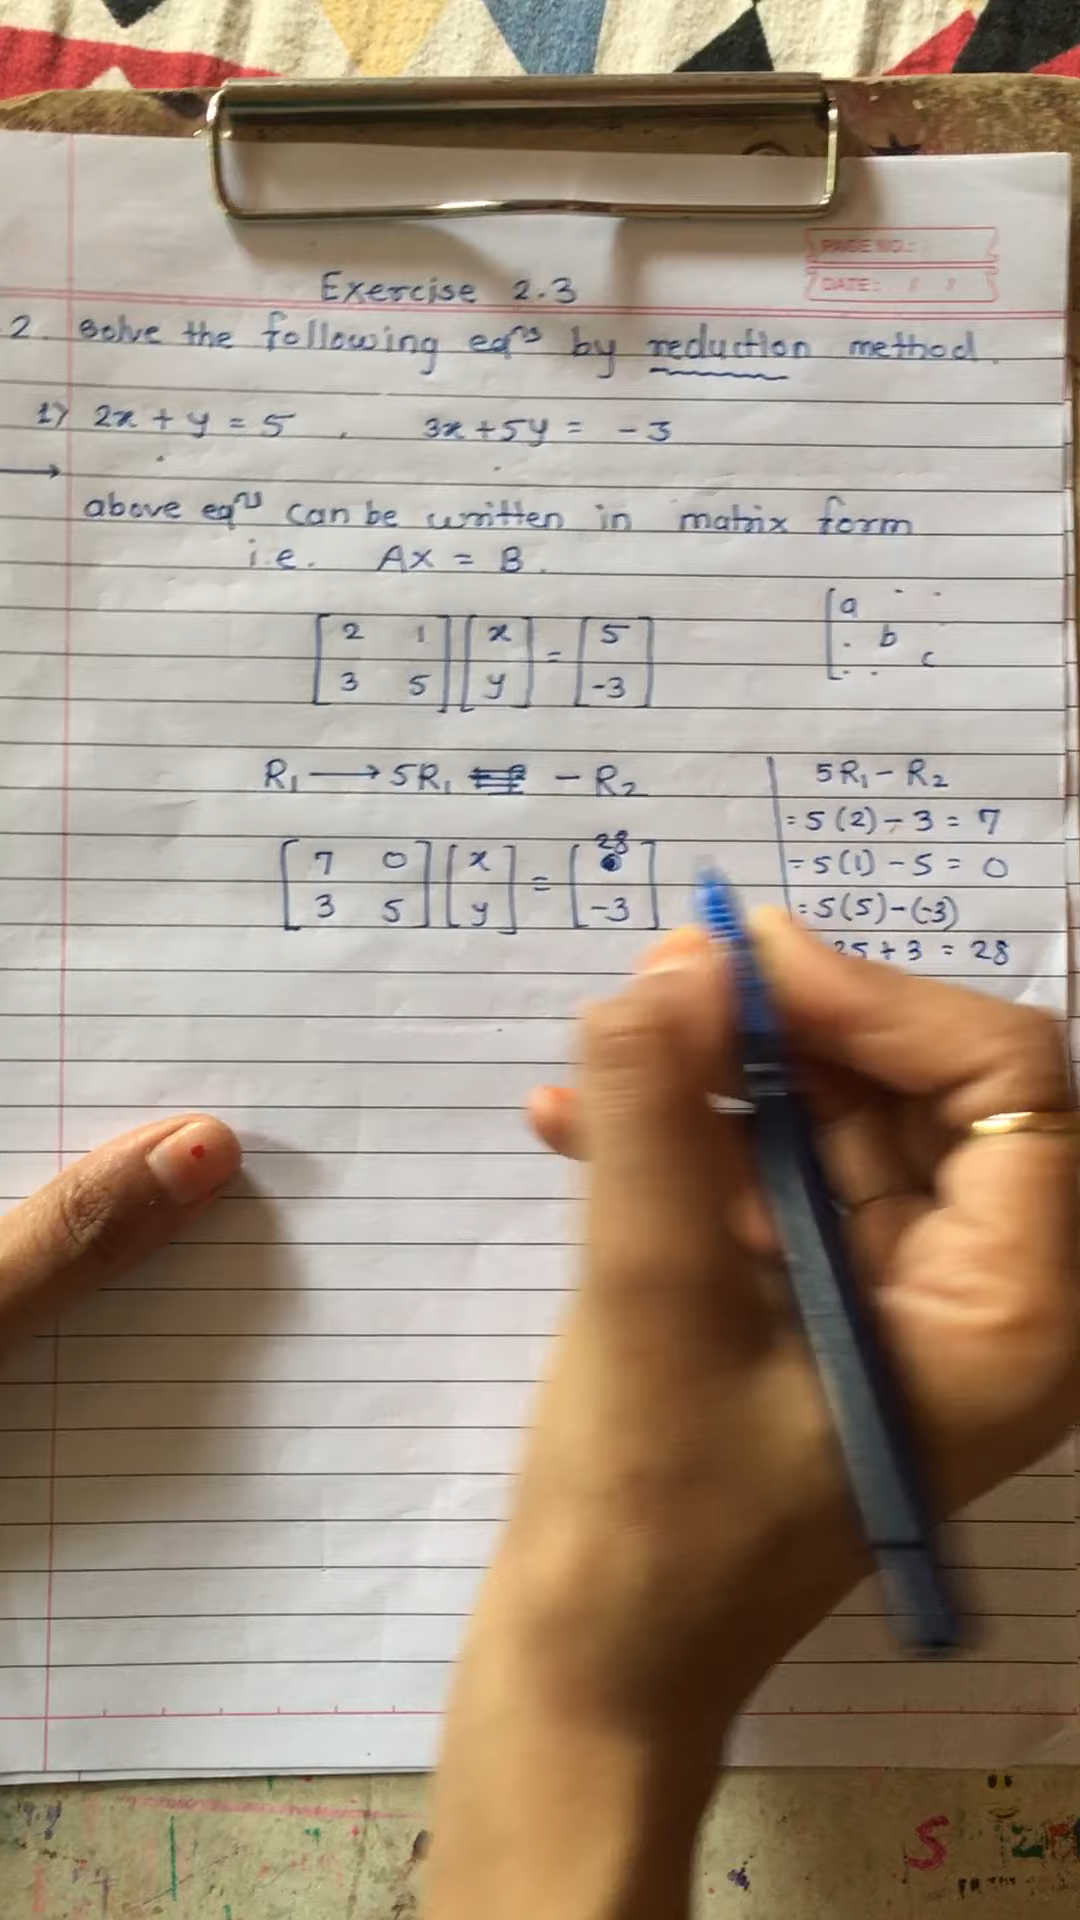 PAGE NO.:
DATE: / /
Exercise 2.3
2. Solve the following eqⁿˢ by reduction method.
1) 2x + y = 5 , 3x + 5y = -3
→
above eqⁿˢ can be written in matrix form
i.e. AX = B.
[2 1] [x] = [5]
[3 5] [y] [-3]
[a . .
. b
. . c
R₁ → 5R₁ - R₂
[7 0] [x] = [28]
[3 5] [y] [-3]
5R₁ - R₂
= 5(2) - 3 = 7
= 5(1) - 5 = 0
= 5(5) - (-3)
25 + 3 = 28
S